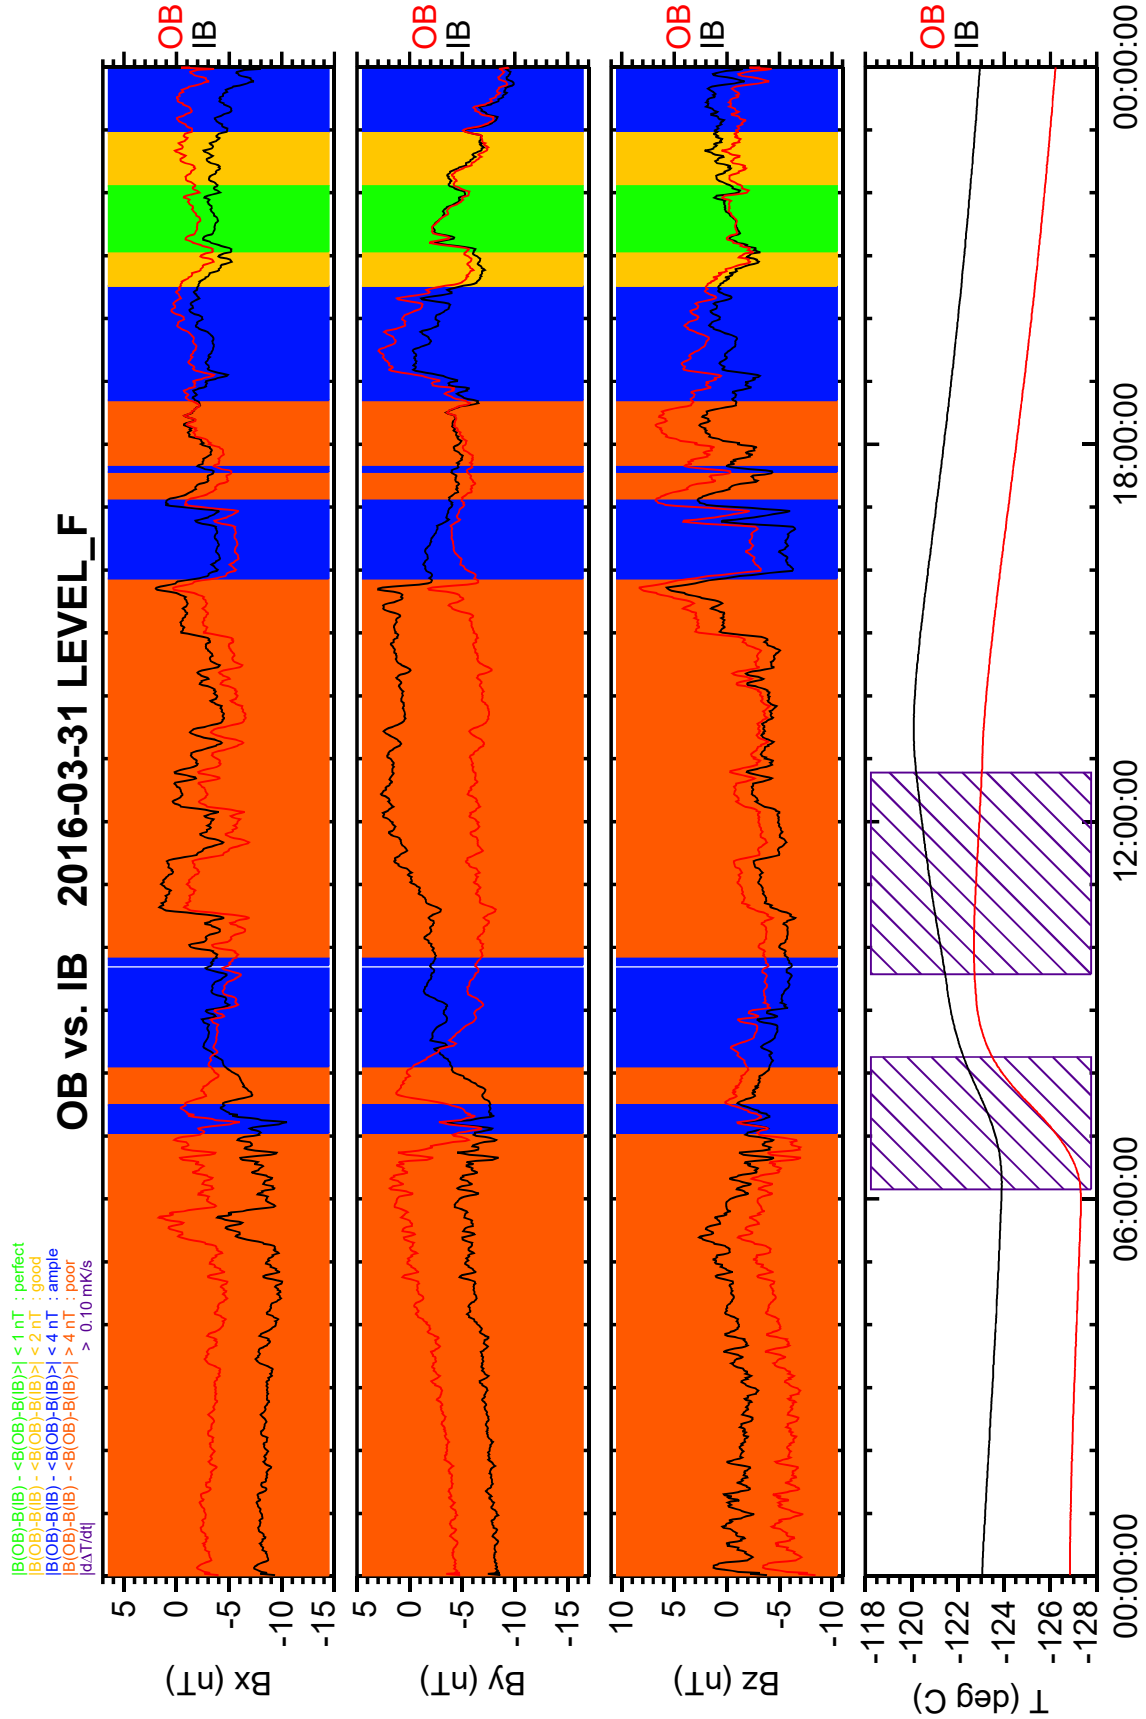 |B(OB)-B(IB) - <B(OB)-B(IB)>| < 1 nT : perfect
|B(OB)-B(IB) - <B(OB)-B(IB)>| < 2 nT : good
|B(OB)-B(IB) - <B(OB)-B(IB)>| < 4 nT : ample
|B(OB)-B(IB) - <B(OB)-B(IB)>| > 4 nT : poor
|dΔT/dt| > 0.10 mK/s
OB vs. IB 2016-03-31 LEVEL_F
Bx (nT)
5
0
-5
-10
-15
OB
IB
By (nT)
5
0
-5
-10
-15
OB
IB
Bz (nT)
10
5
0
-5
-10
OB
IB
T (deg C)
-118
-120
-122
-124
-126
-128
OB
IB
00:00:00 06:00:00 12:00:00 18:00:00 00:00:00